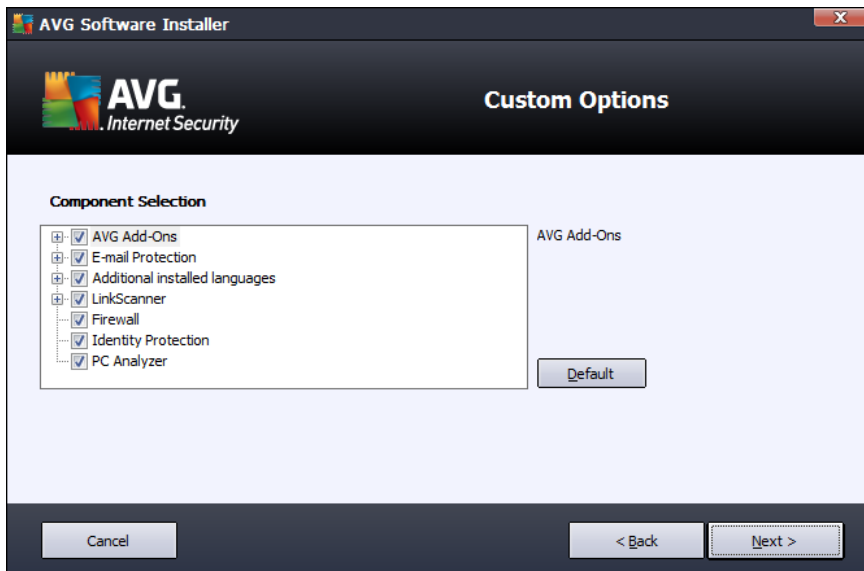 AVG Software Installer
AVG.
Internet Security
Custom Options
Component Selection
AVG Add-Ons
E-mail Protection
Additional installed languages
LinkScanner
Firewall
Identity Protection
PC Analyzer
AVG Add-Ons
Default
Cancel
< Back
Next >